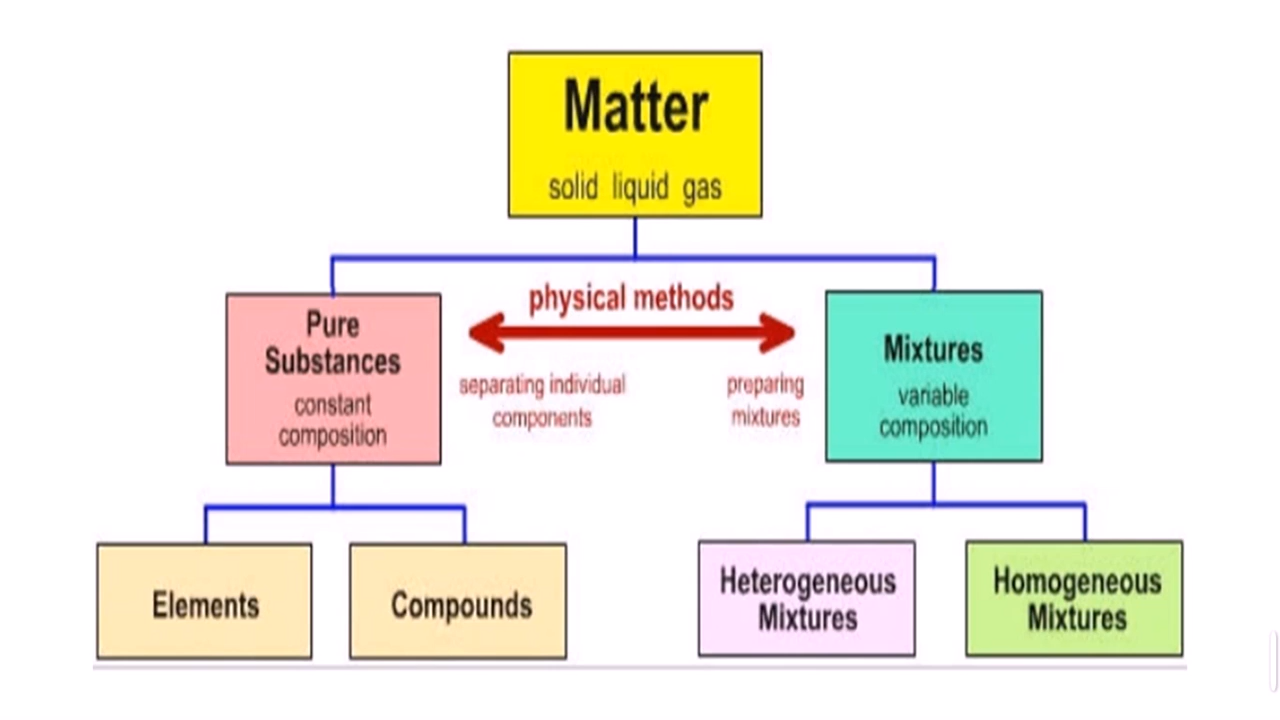 Matter
solid liquid gas
physical methods
Pure
Substances
constant
composition
separating individual
components
preparing
mixtures
Mixtures
variable
composition
Elements
Compounds
Heterogeneous
Mixtures
Homogeneous
Mixtures